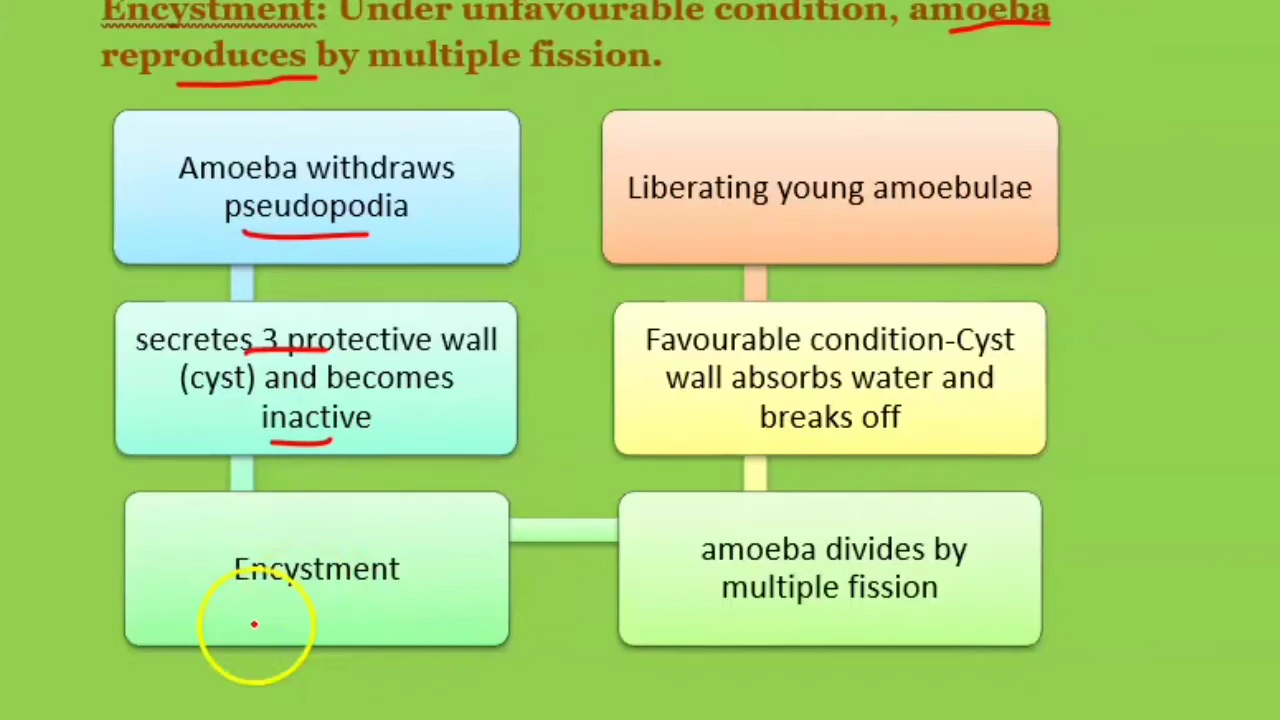 Encystment: Under unfavourable condition, amoeba
reproduces by multiple fission.
Amoeba withdraws
pseudopodia
secretes 3 protective wall
(cyst) and becomes
inactive
Encystment
amoeba divides by
multiple fission
Favourable condition-Cyst
wall absorbs water and
breaks off
Liberating young amoebulae